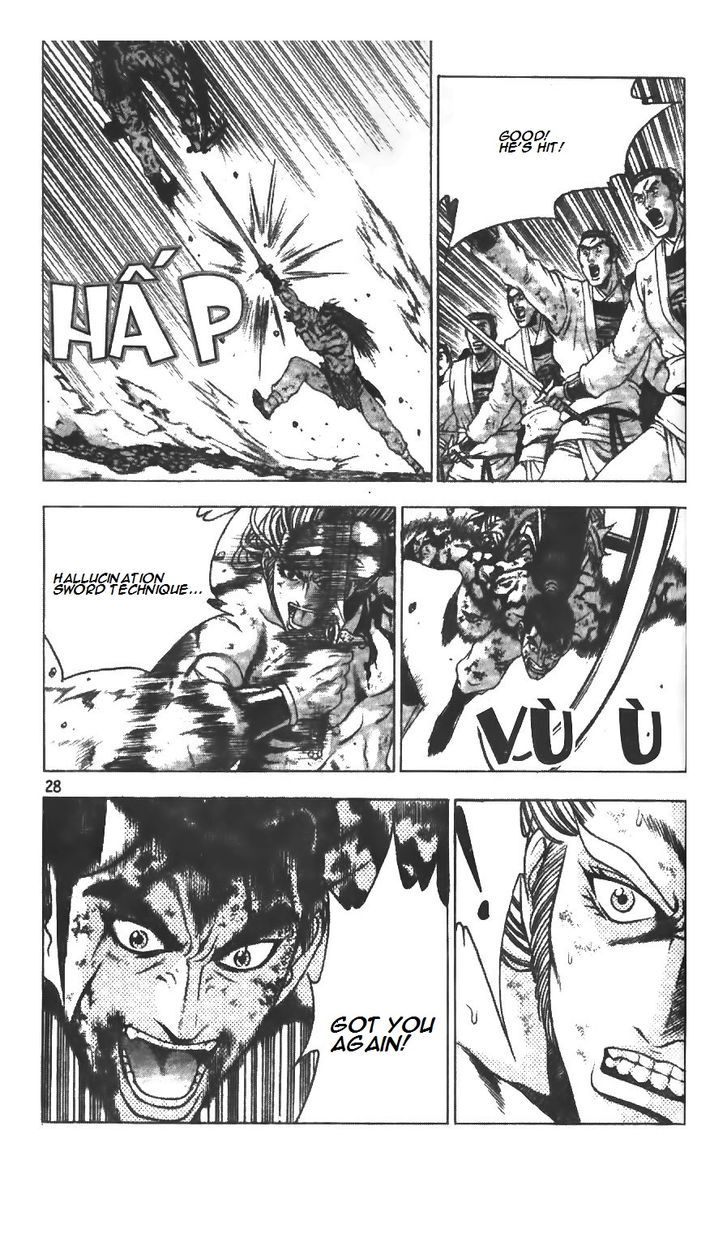 HẤP
GOOD!
HE'S HIT!
HALLUCINATION
SWORD TECHNIQUE...
VÙ Ù
28
GOT YOU
AGAIN!
!